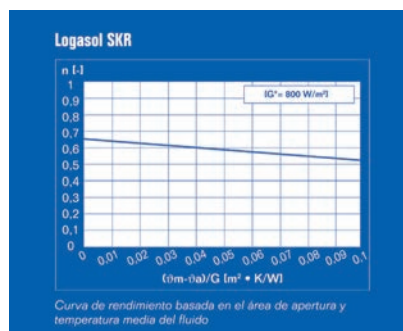 Logasol SKR
n [-]
[G*= 800 W/m²]
1
0,9
0,8
0,7
0,6
0,5
0,4
0,3
0,2
0,1
0
0 0,01 0,02 0,03 0,04 0,05 0,06 0,07 0,08 0,09 0,1
(ϑm-ϑa)/G [m² • K/W]
Curva de rendimiento basada en el área de apertura y
temperatura media del fluido